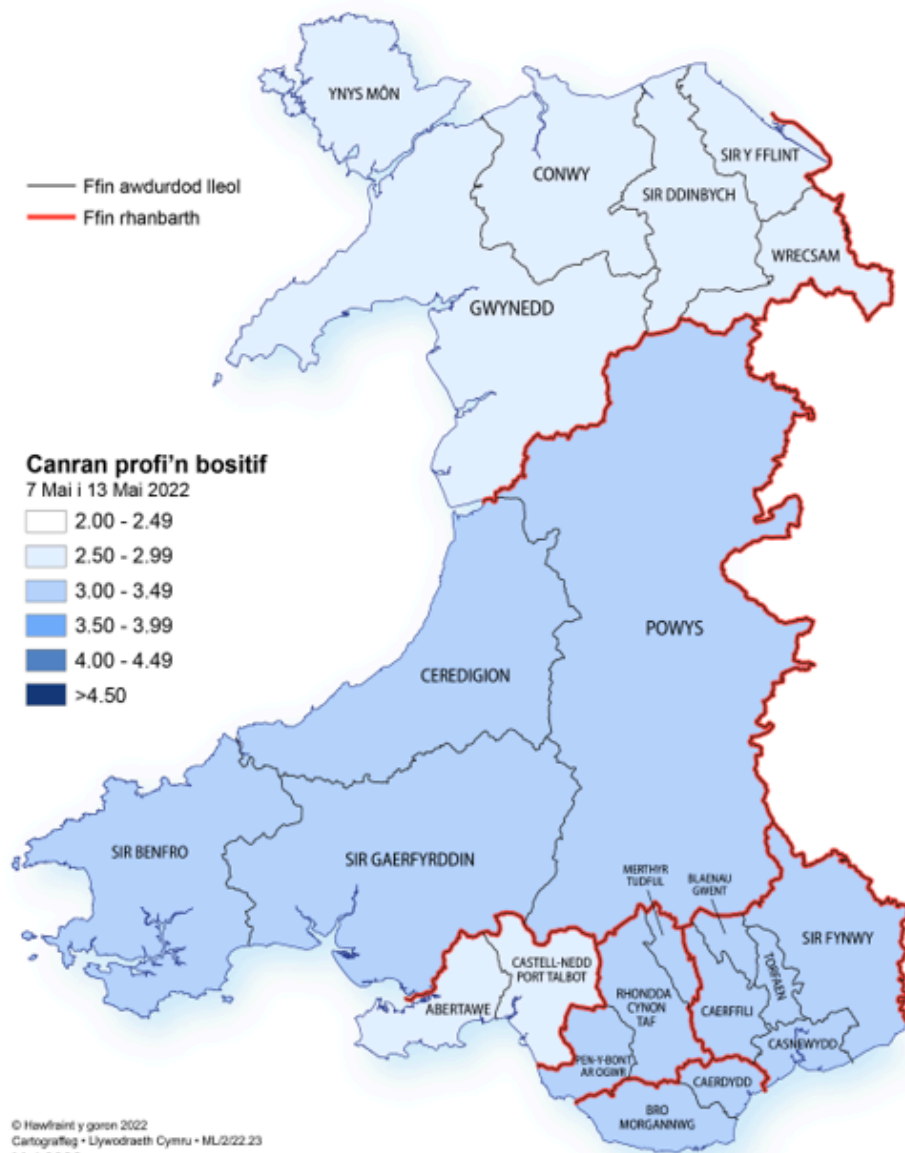 YNYS MÔN
SIR Y FFLINT
CONWY
SIR DDINBYCH
WRECSAM
GWYNEDD
Ffin awdurdod lleol
Ffin rhanbarth
Canran profi'n bositif
7 Mai i 13 Mai 2022
2.00 - 2.49
2.50 - 2.99
3.00 - 3.49
3.50 - 3.99
4.00 - 4.49
>4.50
POWYS
CEREDIGION
SIR BENFRO
SIR GAERFYRDDIN
MERTHYR
TUDFUL
BLAENAU
GWENT
SIR FYNWY
CASTELL-NEDD
PORT TALBOT
ABERTAWE
RHONDDA
CYNON
TAF
CAERFFILI
TORFAEN
CASNEWYDD
PEN-Y-BONT
AR OGWR
CAERDYDD
BRO
MORGANNWG
© Hawlfraint y goron 2022
Cartograffeg • Llywodraeth Cymru • ML/2/22.23